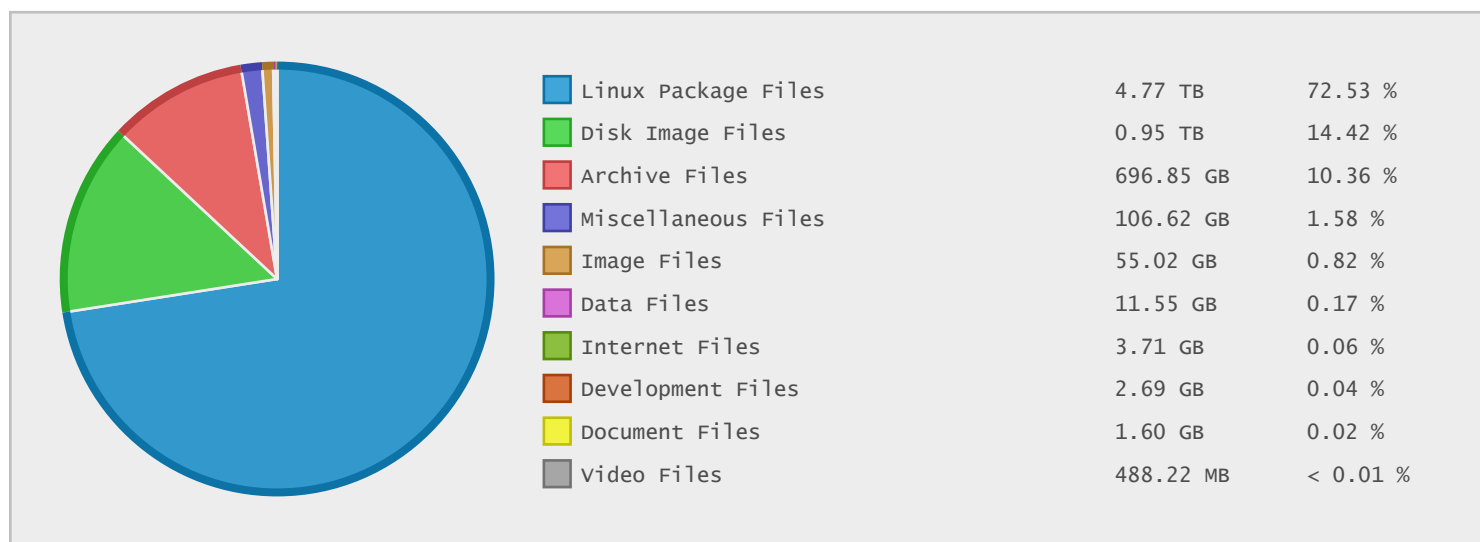 Linux Package Files 4.77 TB 72.53 %
Disk Image Files 0.95 TB 14.42 %
Archive Files 696.85 GB 10.36 %
Miscellaneous Files 106.62 GB 1.58 %
Image Files 55.02 GB 0.82 %
Data Files 11.55 GB 0.17 %
Internet Files 3.71 GB 0.06 %
Development Files 2.69 GB 0.04 %
Document Files 1.60 GB 0.02 %
Video Files 488.22 MB < 0.01 %